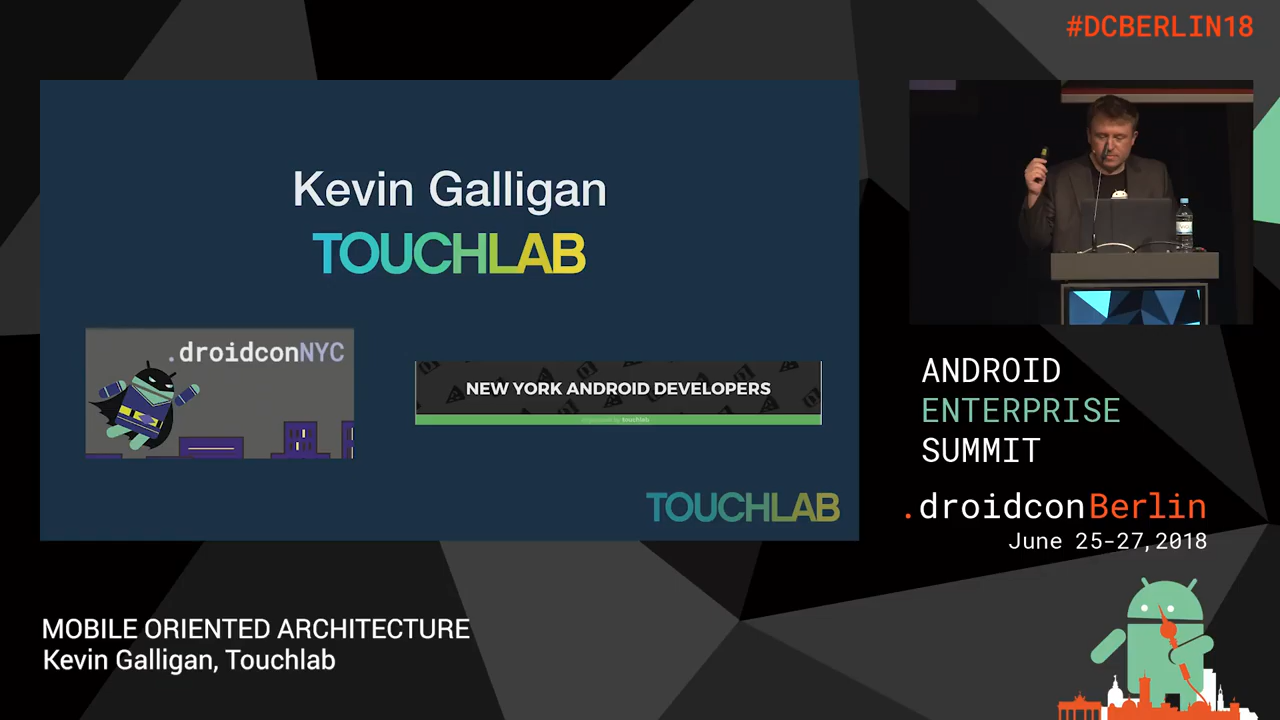 #DCBERLIN18
Kevin Galligan
TOUCHLAB
.droidconNYC
NEW YORK ANDROID DEVELOPERS
touchlab
TOUCHLAB
ANDROID
ENTERPRISE
SUMMIT
.droidconBerlin
June 25-27,2018
MOBILE ORIENTED ARCHITECTURE
Kevin Galligan, Touchlab